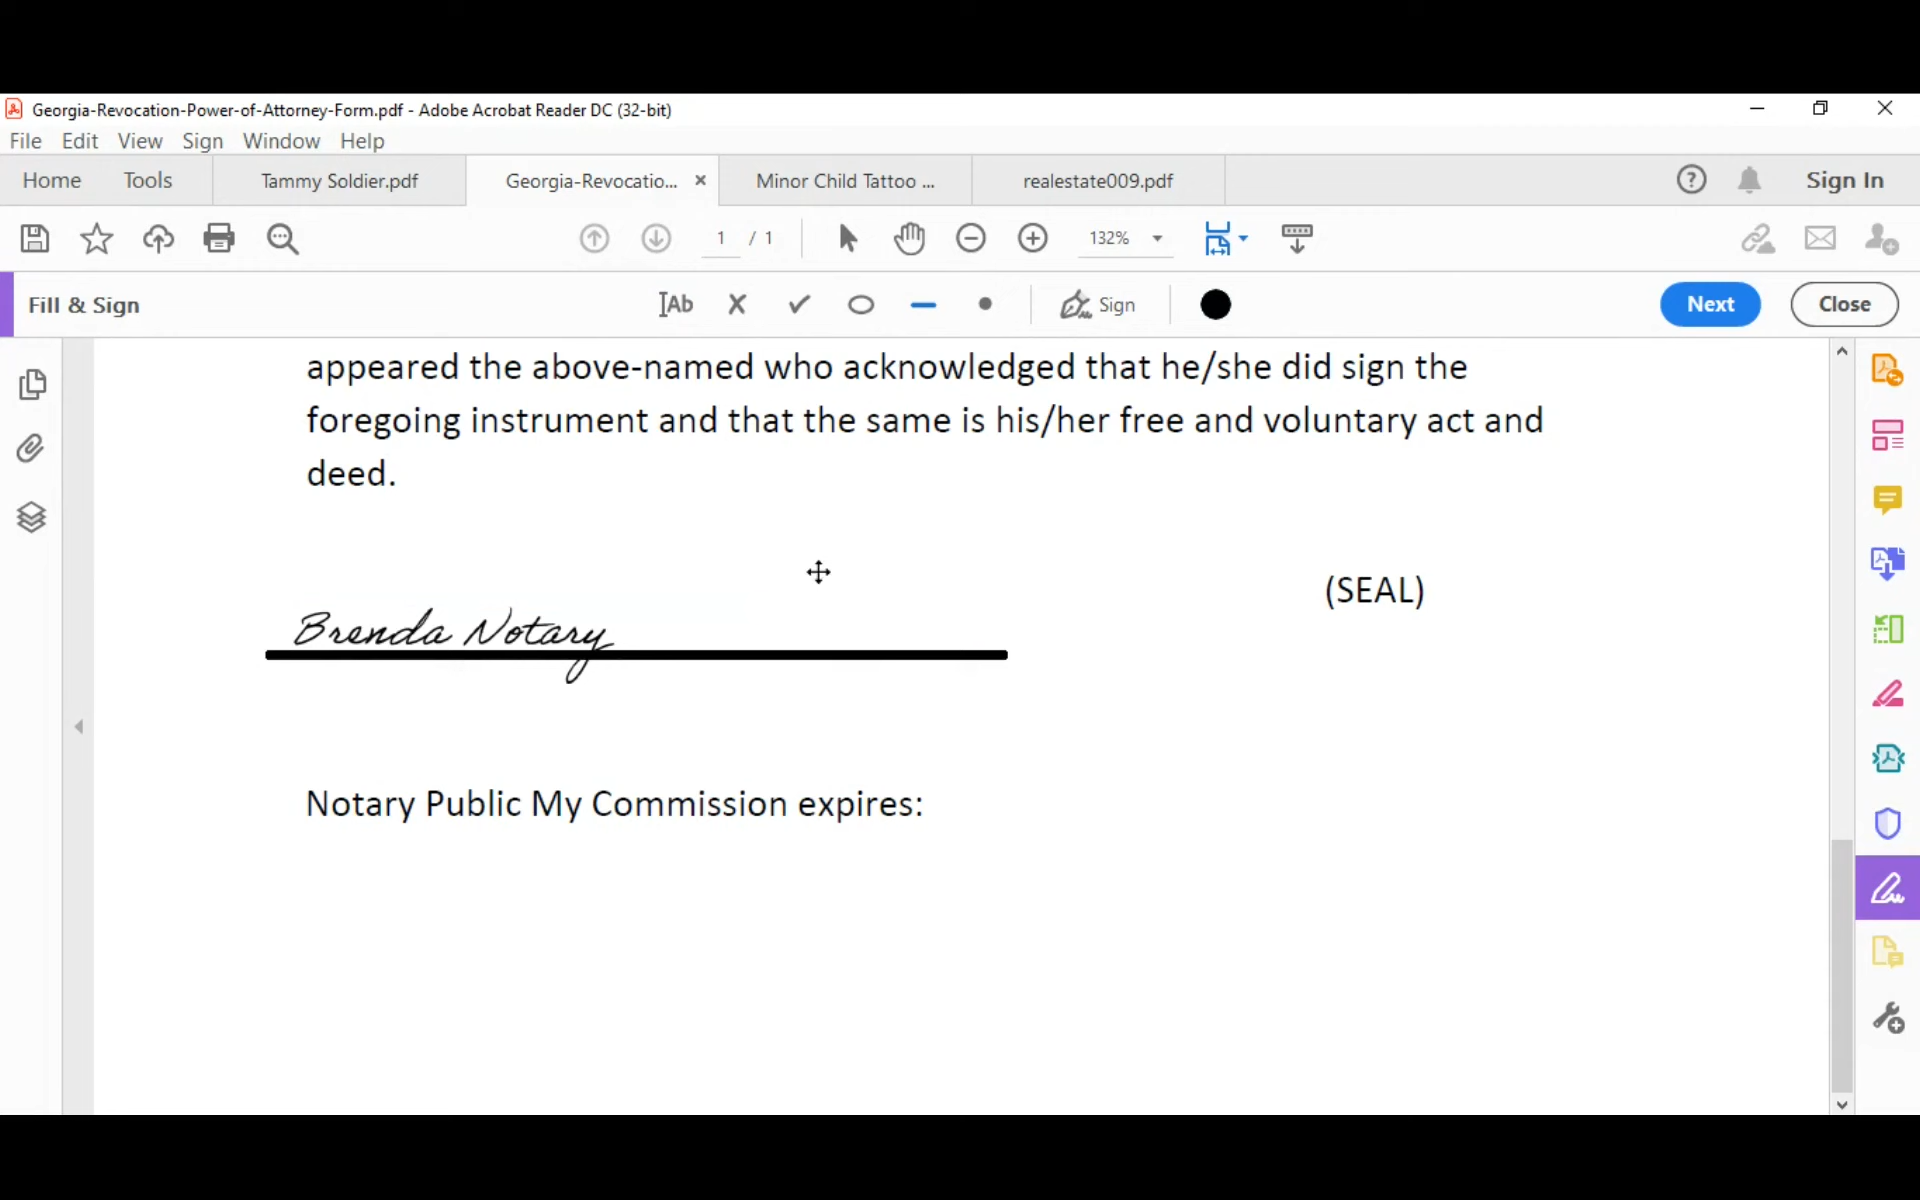 Georgia-Revocation-Power-of-Attorney-Form.pdf - Adobe Acrobat Reader DC (32-bit)
File Edit View Sign Window Help
Home Tools Tammy Soldier.pdf Georgia-Revocatio... Minor Child Tattoo ... realestate009.pdf Sign In
1 / 1 132%
Fill & Sign Ab Sign Next Close
appeared the above-named who acknowledged that he/she did sign the
foregoing instrument and that the same is his/her free and voluntary act and
deed.
(SEAL)
Brenda Notary
Notary Public My Commission expires: